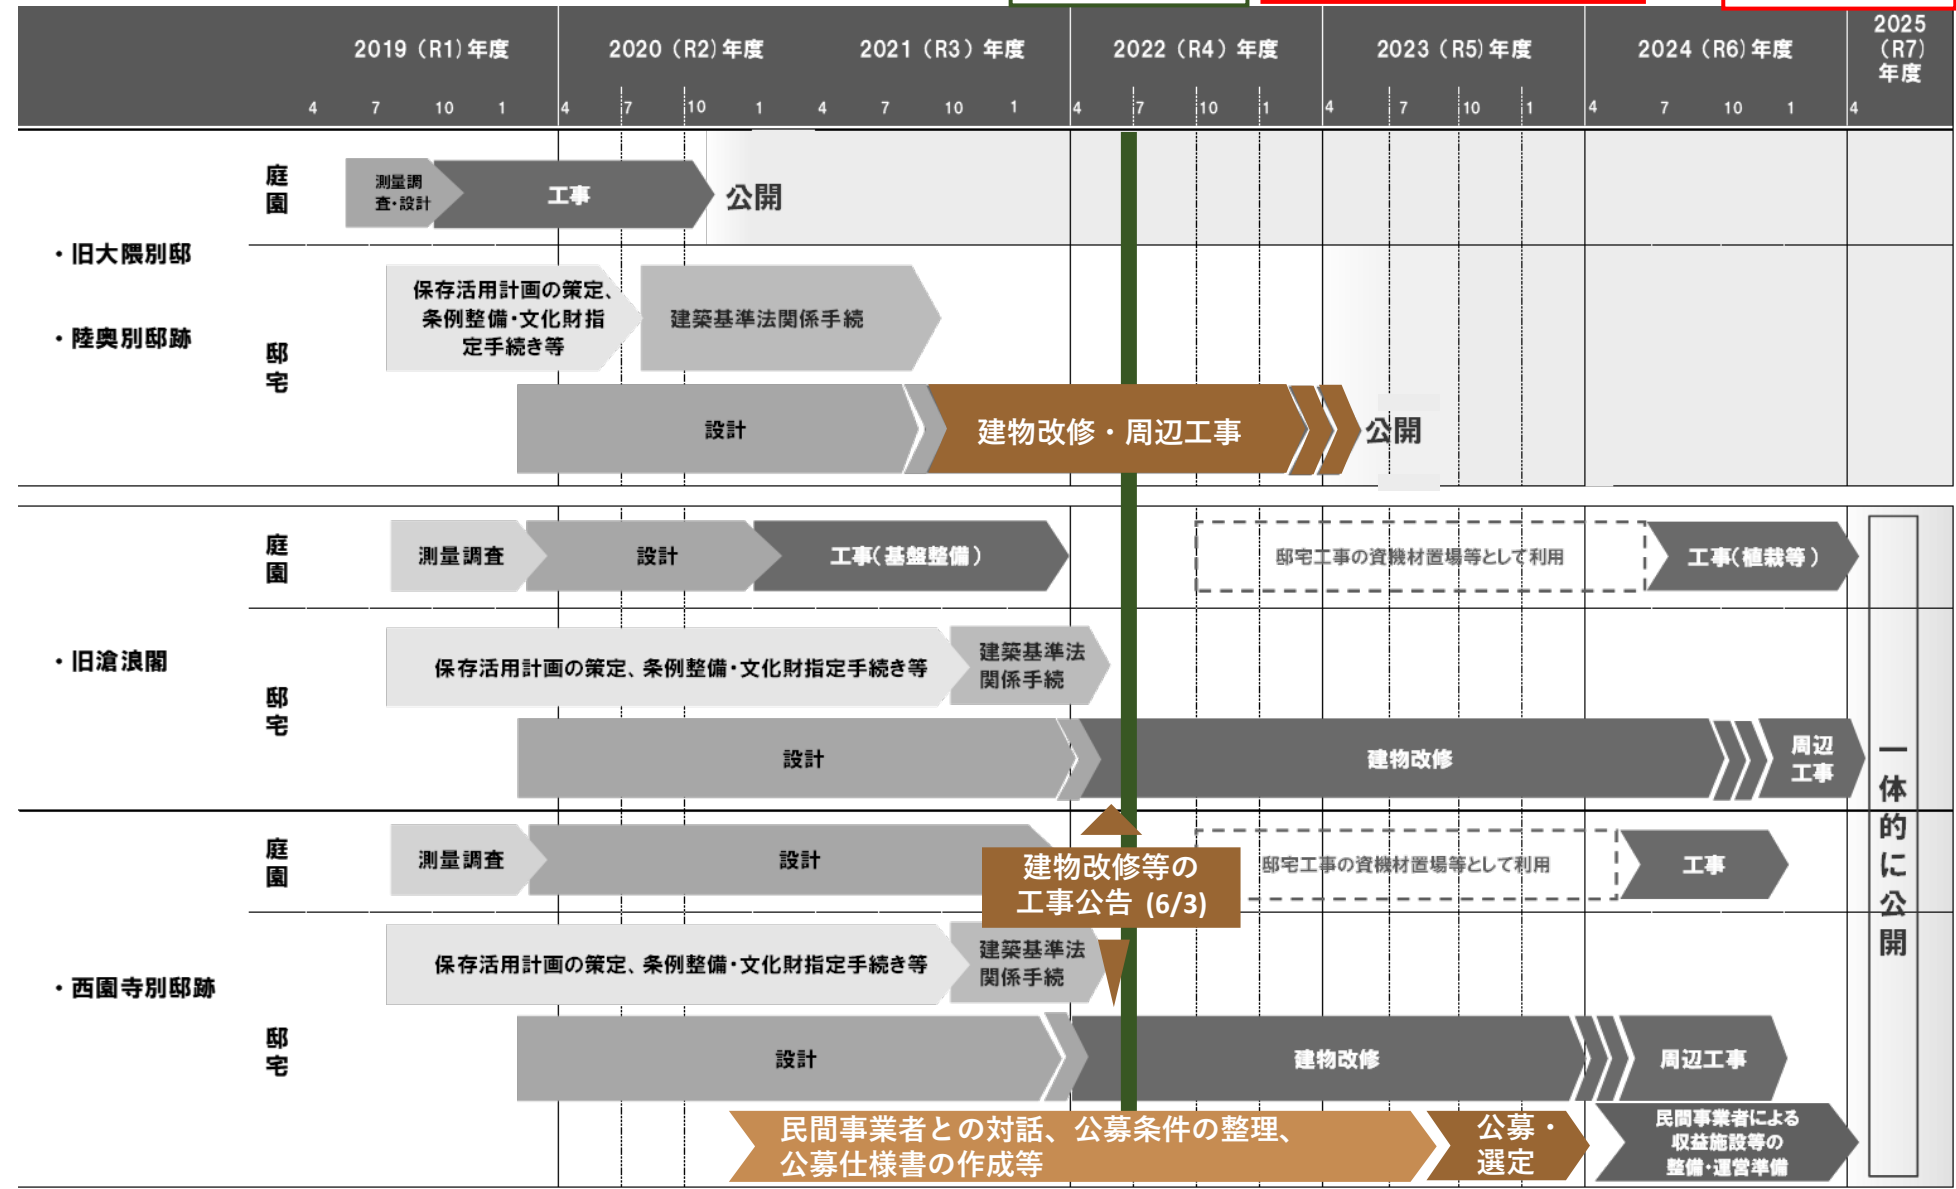 2019（R1）年度
2020（R2）年度
2021（R3）年度
2022（R4）年度
2023（R5）年度
2024（R6）年度
2025
（R7）
年度
4 7 10 1 4 7 10 1 4 7 10 1 4 7 10 1 4 7 10 1 4 7 10 1 4
・旧大隈別邸
・陸奥別邸跡
庭
園
測量調
査・設計
工事
公開
邸
宅
保存活用計画の策定、
条例整備・文化財指
定手続き等
建築基準法関係手続
設計
建物改修・周辺工事
公開
・旧滄浪閣
庭
園
測量調査
設計
工事（基盤整備）
邸宅工事の資機材置場等として利用
工事（植栽等）
邸
宅
保存活用計画の策定、条例整備・文化財指定手続き等
建築基準法
関係手続
設計
建物改修
周辺
工事
・西園寺別邸跡
庭
園
測量調査
設計
建物改修等の
工事公告 (6/3)
邸宅工事の資機材置場等として利用
工事
邸
宅
保存活用計画の策定、条例整備・文化財指定手続き等
建築基準法
関係手続
設計
建物改修
周辺工事
民間事業者との対話、公募条件の整理、
公募仕様書の作成等
公募・
選定
民間事業者による
収益施設等の
整備・運営準備
一体的に公開